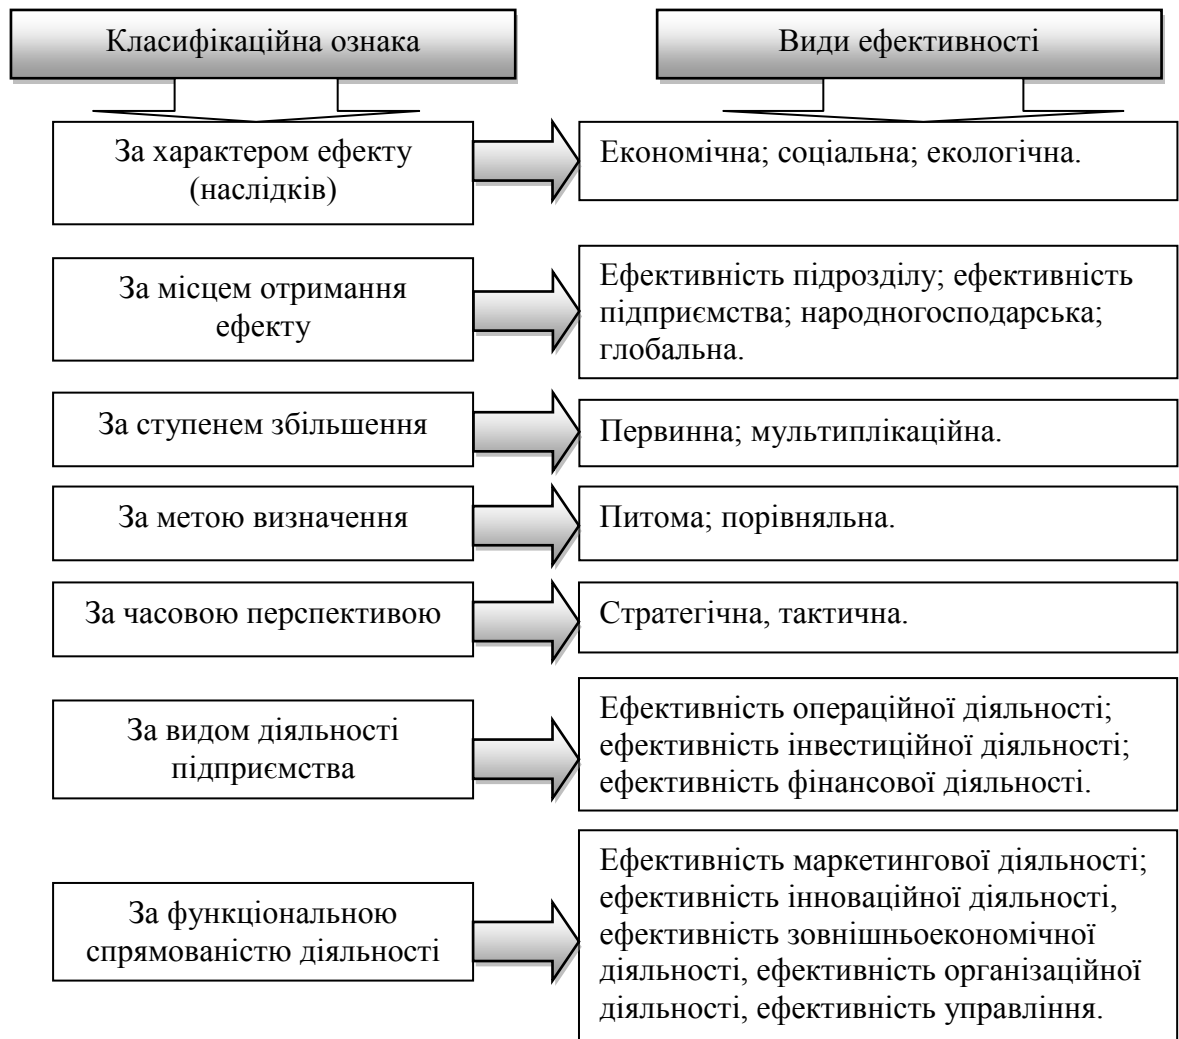 Класифікаційна ознака
Види ефективності
За характером ефекту
(наслідків)
Економічна; соціальна; екологічна.
За місцем отримання
ефекту
Ефективність підрозділу; ефективність
підприємства; народногосподарська;
глобальна.
За ступенем збільшення
Первинна; мультиплікаційна.
За метою визначення
Питома; порівняльна.
За часовою перспективою
Стратегічна, тактична.
За видом діяльності
підприємства
Ефективність операційної діяльності;
ефективність інвестиційної діяльності;
ефективність фінансової діяльності.
За функціональною
спрямованістю діяльності
Ефективність маркетингової діяльності;
ефективність інноваційної діяльності,
ефективність зовнішньоекономічної
діяльності, ефективність організаційної
діяльності, ефективність управління.